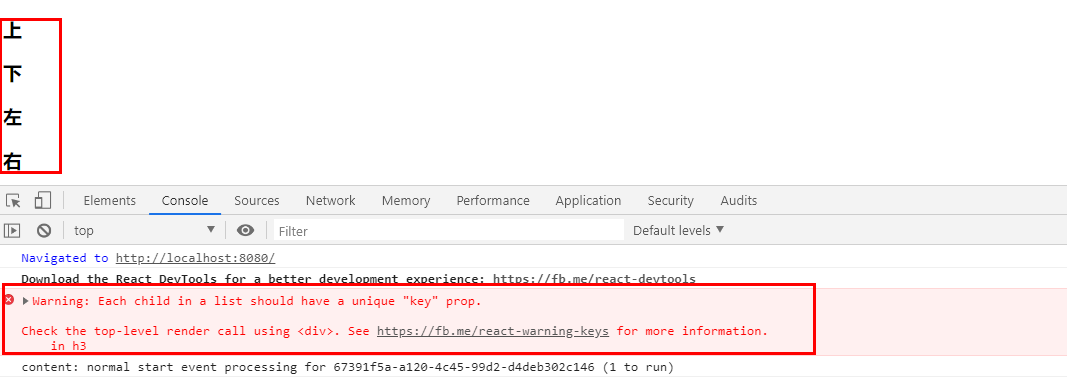 上
下
左
右
Elements Console Sources Network Memory Performance Application Security Audits
top Filter Default levels
Navigated to http://localhost:8080/
Download the React DevTools for a better development experience: https://fb.me/react-devtools
Warning: Each child in a list should have a unique "key" prop.
Check the top-level render call using <div>. See https://fb.me/react-warning-keys for more information.
in h3
content: normal start event processing for 67391f5a-a120-4c45-99d2-d4deb302c146 (1 to run)